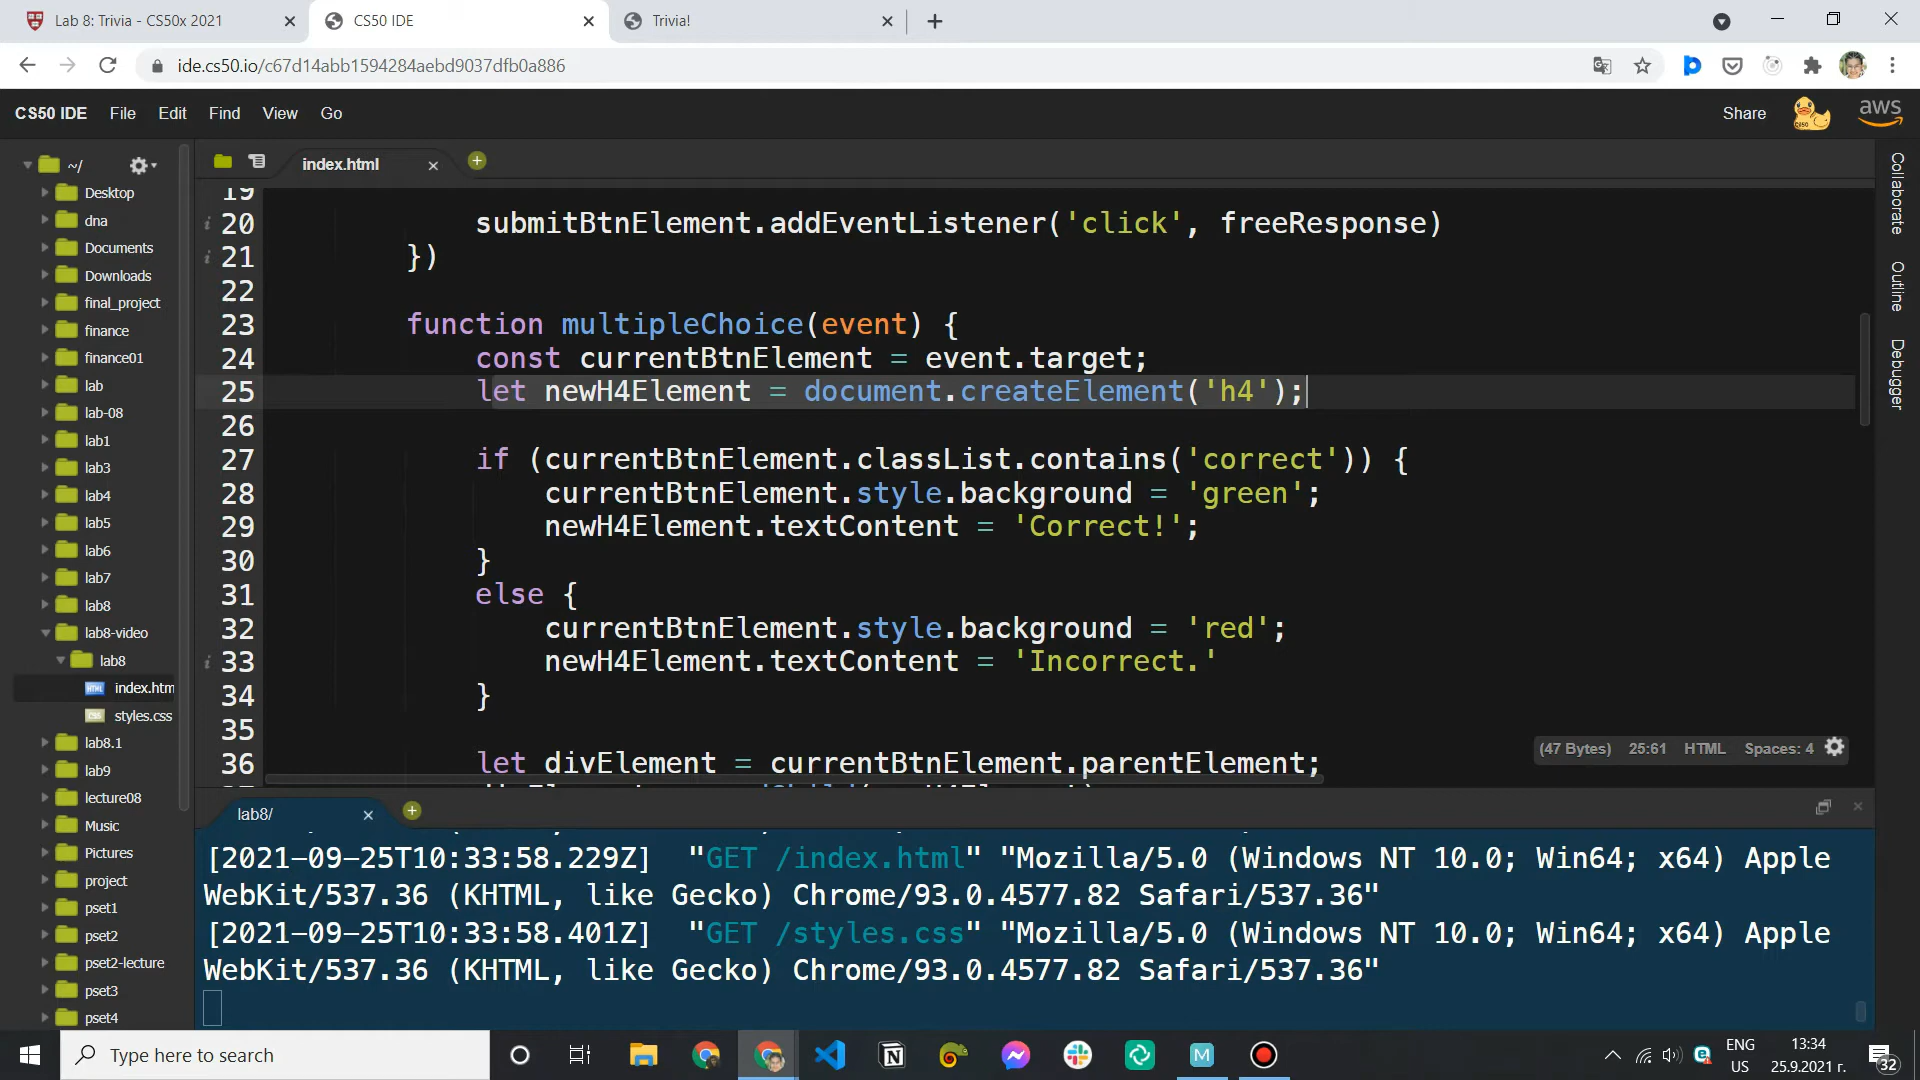 Lab 8: Trivia - CS50x 2021
CS50 IDE
Trivia!
ide.cs50.io/c67d14abb1594284aebd9037dfb0a886
CS50 IDE File Edit Find View Go
Share
aws
~/
Desktop
dna
Documents
Downloads
final_project
finance
finance01
lab
lab-08
lab1
lab3
lab4
lab5
lab6
lab7
lab8
lab8-video
lab8
index.htm
styles.css
lab8.1
lab9
lecture08
Music
Pictures
project
pset1
pset2
pset2-lecture
pset3
pset4
index.html
19
20 submitBtnElement.addEventListener('click', freeResponse)
21 })
22
23 function multipleChoice(event) {
24 const currentBtnElement = event.target;
25 let newH4Element = document.createElement('h4');
26
27 if (currentBtnElement.classList.contains('correct')) {
28 currentBtnElement.style.background = 'green';
29 newH4Element.textContent = 'Correct!';
30 }
31 else {
32 currentBtnElement.style.background = 'red';
33 newH4Element.textContent = 'Incorrect.'
34 }
35
36 let divElement = currentBtnElement.parentElement;
(47 Bytes) 25:61 HTML Spaces: 4
Collaborate
Outline
Debugger
lab8/
[2021-09-25T10:33:58.229Z] "GET /index.html" "Mozilla/5.0 (Windows NT 10.0; Win64; x64) Apple
WebKit/537.36 (KHTML, like Gecko) Chrome/93.0.4577.82 Safari/537.36"
[2021-09-25T10:33:58.401Z] "GET /styles.css" "Mozilla/5.0 (Windows NT 10.0; Win64; x64) Apple
WebKit/537.36 (KHTML, like Gecko) Chrome/93.0.4577.82 Safari/537.36"
Type here to search
ENG
US
13:34
25.9.2021 г.
32